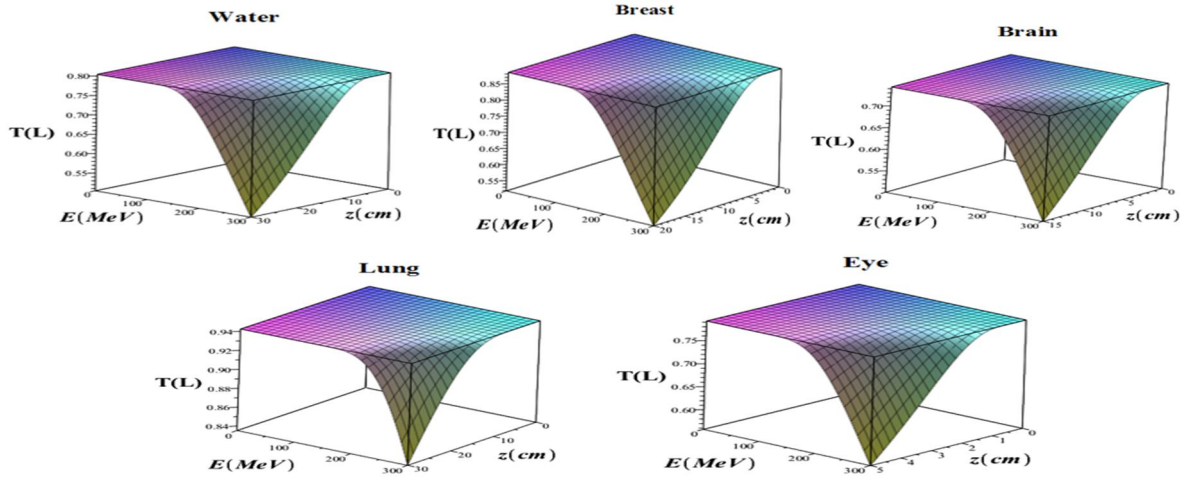 Water
0.80
0.75
0.70
T(L) 0.65
0.60
0.55
0 100 200 300
E(MeV)
30 20 10 0
z(cm)
Breast
0.85
0.80
0.75
T(L) 0.70
0.65
0.60
0.55
0 100 200 300
E(MeV)
20 15 10 5 0
z(cm)
Brain
0.70
0.65
T(L) 0.60
0.55
0 100 200 300
E(MeV)
15 10 5 0
z(cm)
Lung
0.94
0.92
0.90
T(L) 0.88
0.86
0.84
0 100 200 300
E(MeV)
30 20 10 0
z(cm)
Eye
0.75
0.70
T(L) 0.65
0.60
0 100 200 300
E(MeV)
5 4 3 2 1 0
z(cm)